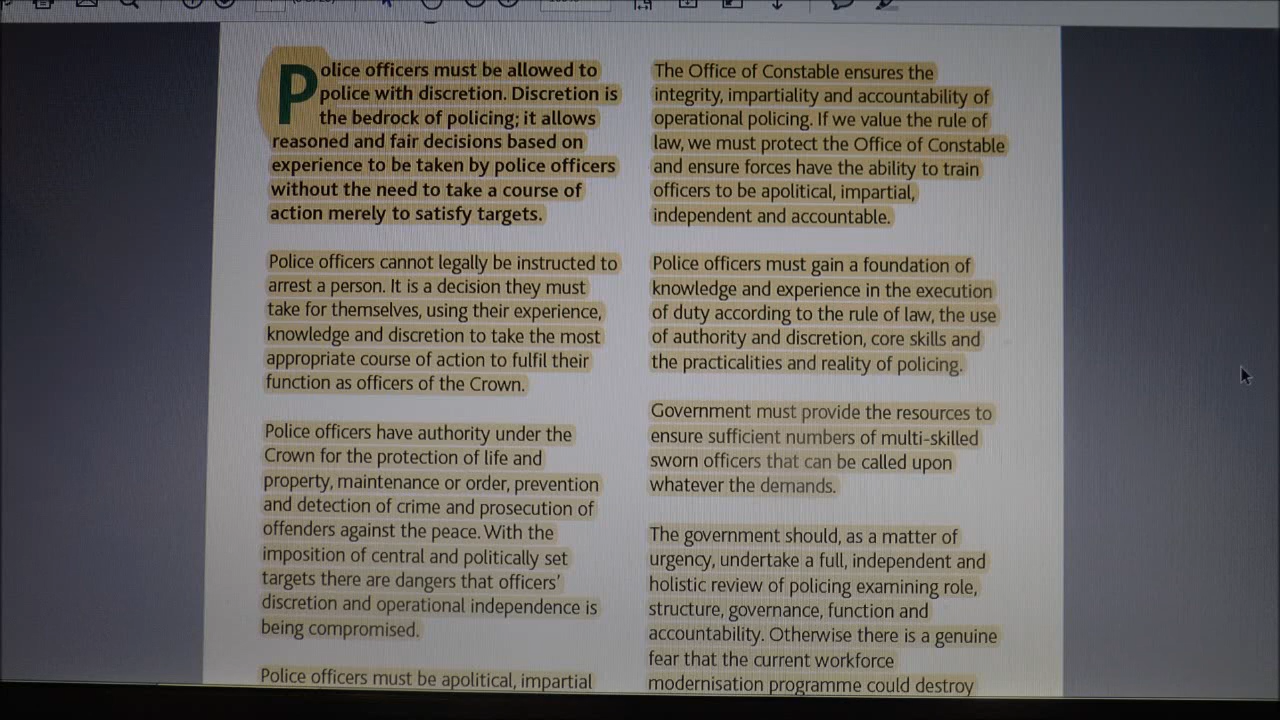 Police officers must be allowed to
police with discretion. Discretion is
the bedrock of policing; it allows
reasoned and fair decisions based on
experience to be taken by police officers
without the need to take a course of
action merely to satisfy targets.
Police officers cannot legally be instructed to
arrest a person. It is a decision they must
take for themselves, using their experience,
knowledge and discretion to take the most
appropriate course of action to fulfil their
function as officers of the Crown.
Police officers have authority under the
Crown for the protection of life and
property, maintenance or order, prevention
and detection of crime and prosecution of
offenders against the peace. With the
imposition of central and politically set
targets there are dangers that officers'
discretion and operational independence is
being compromised.
Police officers must be apolitical, impartial
The Office of Constable ensures the
integrity, impartiality and accountability of
operational policing. If we value the rule of
law, we must protect the Office of Constable
and ensure forces have the ability to train
officers to be apolitical, impartial,
independent and accountable.
Police officers must gain a foundation of
knowledge and experience in the execution
of duty according to the rule of law, the use
of authority and discretion, core skills and
the practicalities and reality of policing.
Government must provide the resources to
ensure sufficient numbers of multi-skilled
sworn officers that can be called upon
whatever the demands.
The government should, as a matter of
urgency, undertake a full, independent and
holistic review of policing examining role,
structure, governance, function and
accountability. Otherwise there is a genuine
fear that the current workforce
modernisation programme could destroy